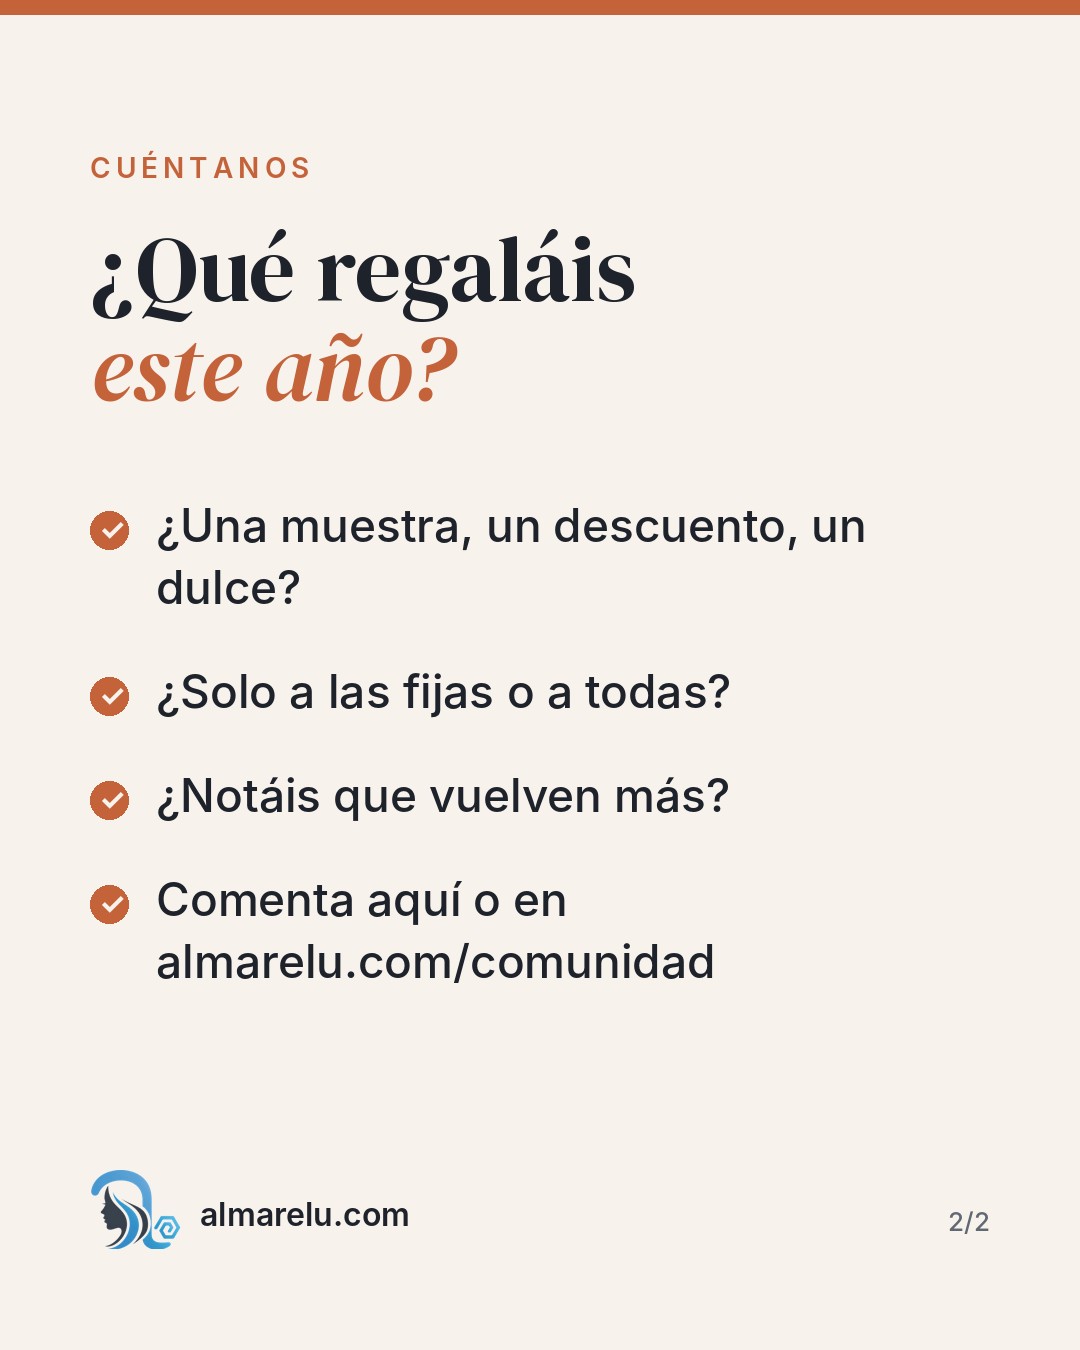 CUÉNTANOS
¿Qué regaláis
este año?
¿Una muestra, un descuento, un
dulce?
¿Solo a las fijas o a todas?
¿Notáis que vuelven más?
Comenta aquí o en
almarelu.com/comunidad
almarelu.com
2/2